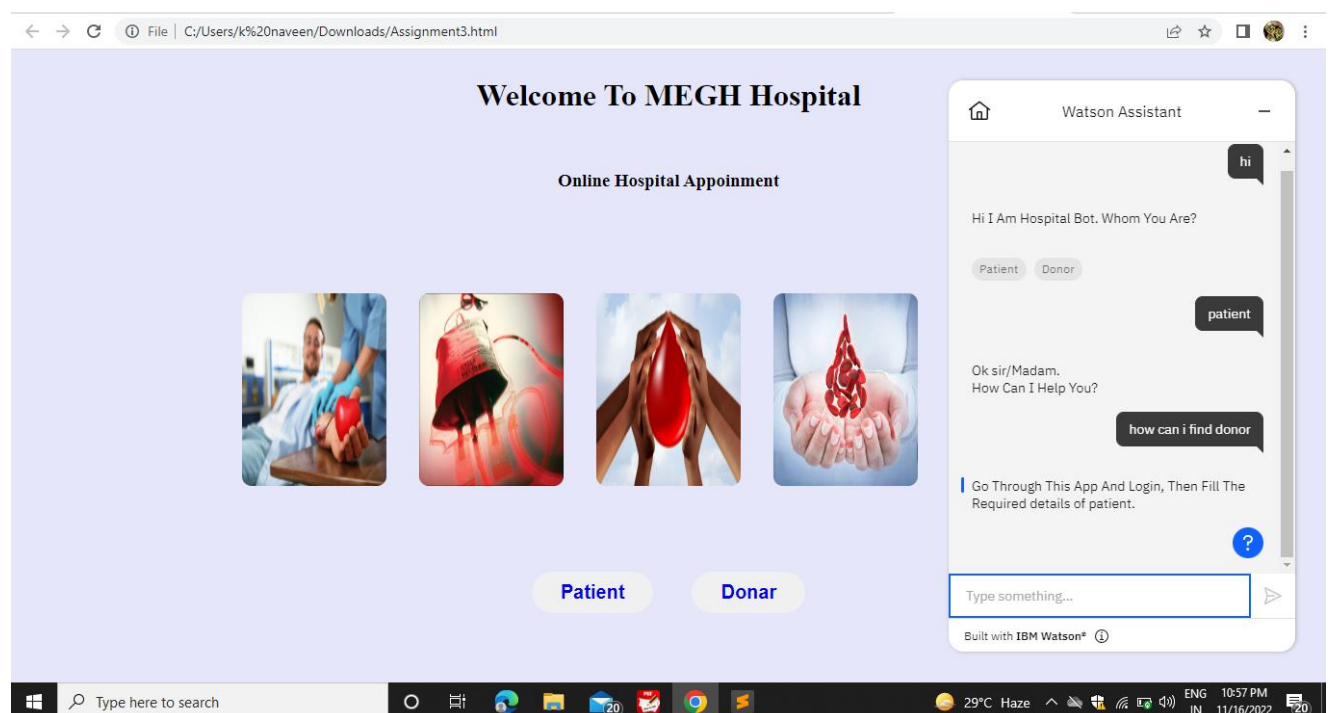 File | C:/Users/k%20naveen/Downloads/Assignment3.html
Welcome To MEGH Hospital
Online Hospital Appoinment
Patient
Donar
Watson Assistant
hi
Hi I Am Hospital Bot. Whom You Are?
Patient Donor
patient
Ok sir/Madam.
How Can I Help You?
how can i find donor
Go Through This App And Login, Then Fill The
Required details of patient.
?
Type something...
Built with IBM Watson®
Type here to search
20
29°C Haze
ENG
IN
10:57 PM
11/16/2022
20